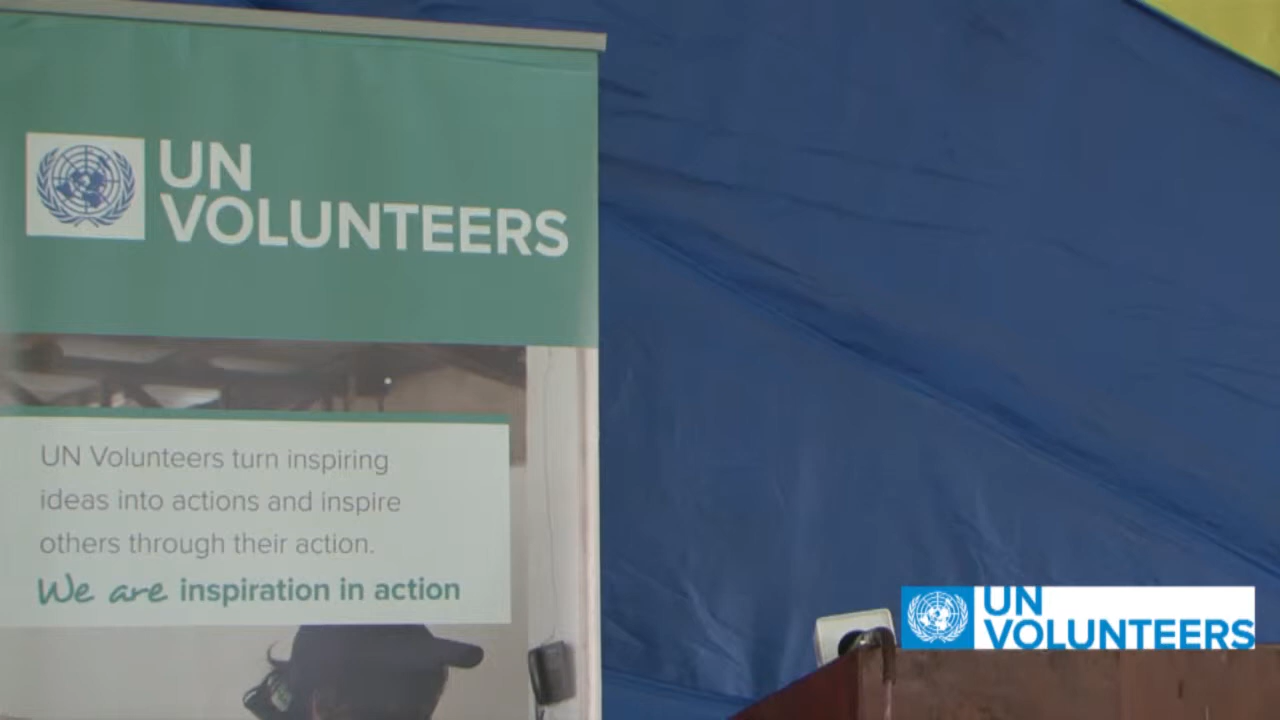 UN
VOLUNTEERS
UN Volunteers turn inspiring
ideas into actions and inspire
others through their action.
We are inspiration in action
UN
VOLUNTEERS